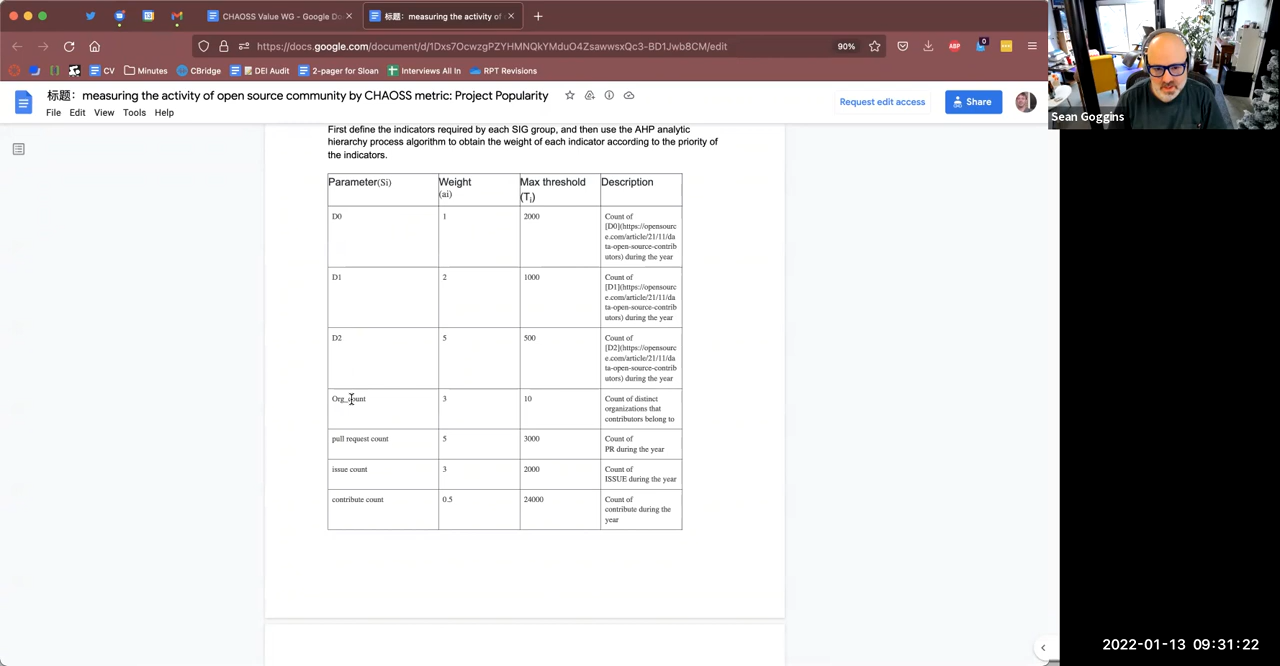 CHAOSS Value WG - Google Do
标题：measuring the activity of
https://docs.google.com/document/d/1Dxs7OcwzgPZYHMNQkYMduO4ZsawwsxQc3-BD1Jwb8CM/edit
90%
ABP
0
CV
Minutes
CBridge
DEI Audit
2-pager for Sloan
Interviews All In
RPT Revisions
标题：measuring the activity of open source community by CHAOSS metric: Project Popularity
File Edit View Tools Help
Request edit access
Share
Sean Goggins
First define the indicators required by each SIG group, and then use the AHP analytic
hierarchy process algorithm to obtain the weight of each indicator according to the priority of
the indicators.
Parameter(Si)
Weight
(ai)
Max threshold
(Ti)
Description
D0
1
2000
Count of
[D0](https://opensourc
e.com/article/21/11/da
ta-open-source-contrib
utors) during the year
D1
2
1000
Count of
[D1](https://opensourc
e.com/article/21/11/da
ta-open-source-contrib
utors) during the year
D2
5
500
Count of
[D2](https://opensourc
e.com/article/21/11/da
ta-open-source-contrib
utors) during the year
Org_count
3
10
Count of distinct
organizations that
contributors belong to
pull request count
5
3000
Count of
PR during the year
issue count
3
2000
Count of
ISSUE during the year
contribute count
0.5
24000
Count of
contribute during the
year
2022-01-13 09:31:22